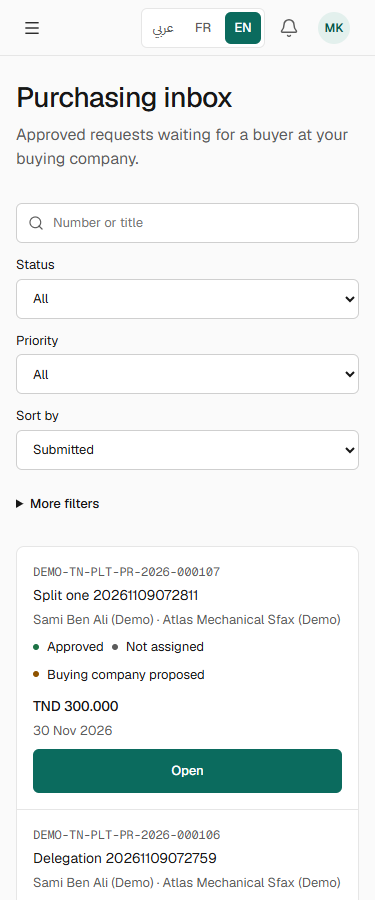 عربي FR EN MK
Purchasing inbox
Approved requests waiting for a buyer at your
buying company.
Number or title
Status
All
Priority
All
Sort by
Submitted
More filters
DEMO-TN-PLT-PR-2026-000107
Split one 20261109072811
Sami Ben Ali (Demo) · Atlas Mechanical Sfax (Demo)
Approved Not assigned
Buying company proposed
TND 300.000
30 Nov 2026
Open
DEMO-TN-PLT-PR-2026-000106
Delegation 20261109072759
Sami Ben Ali (Demo) · Atlas Mechanical Sfax (Demo)